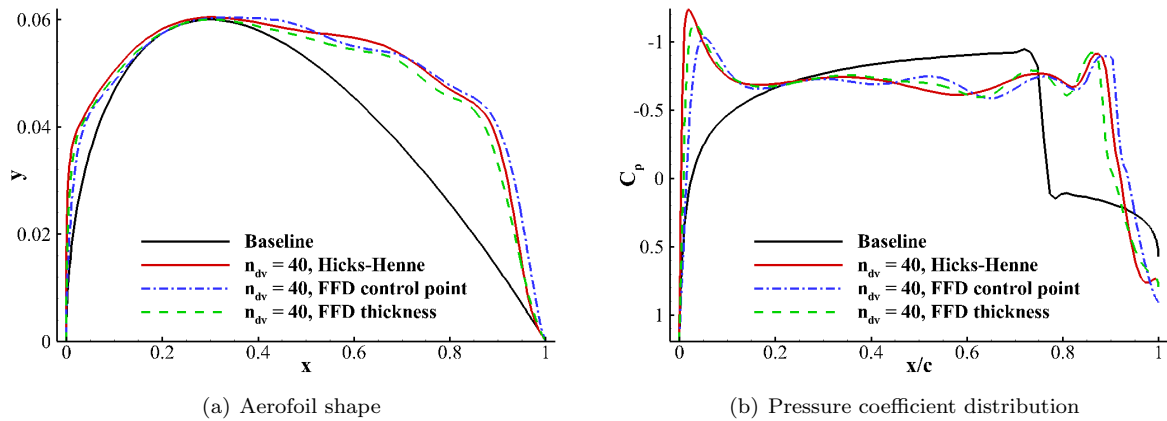 0.06
0.04
0.02
0
y
0
0.2
0.4
0.6
0.8
1
x
Baseline
n_dv = 40, Hicks-Henne
n_dv = 40, FFD control point
n_dv = 40, FFD thickness
(a) Aerofoil shape
-1
-0.5
0
0.5
1
C_p
0
0.2
0.4
0.6
0.8
1
x/c
Baseline
n_dv = 40, Hicks-Henne
n_dv = 40, FFD control point
n_dv = 40, FFD thickness
(b) Pressure coefficient distribution